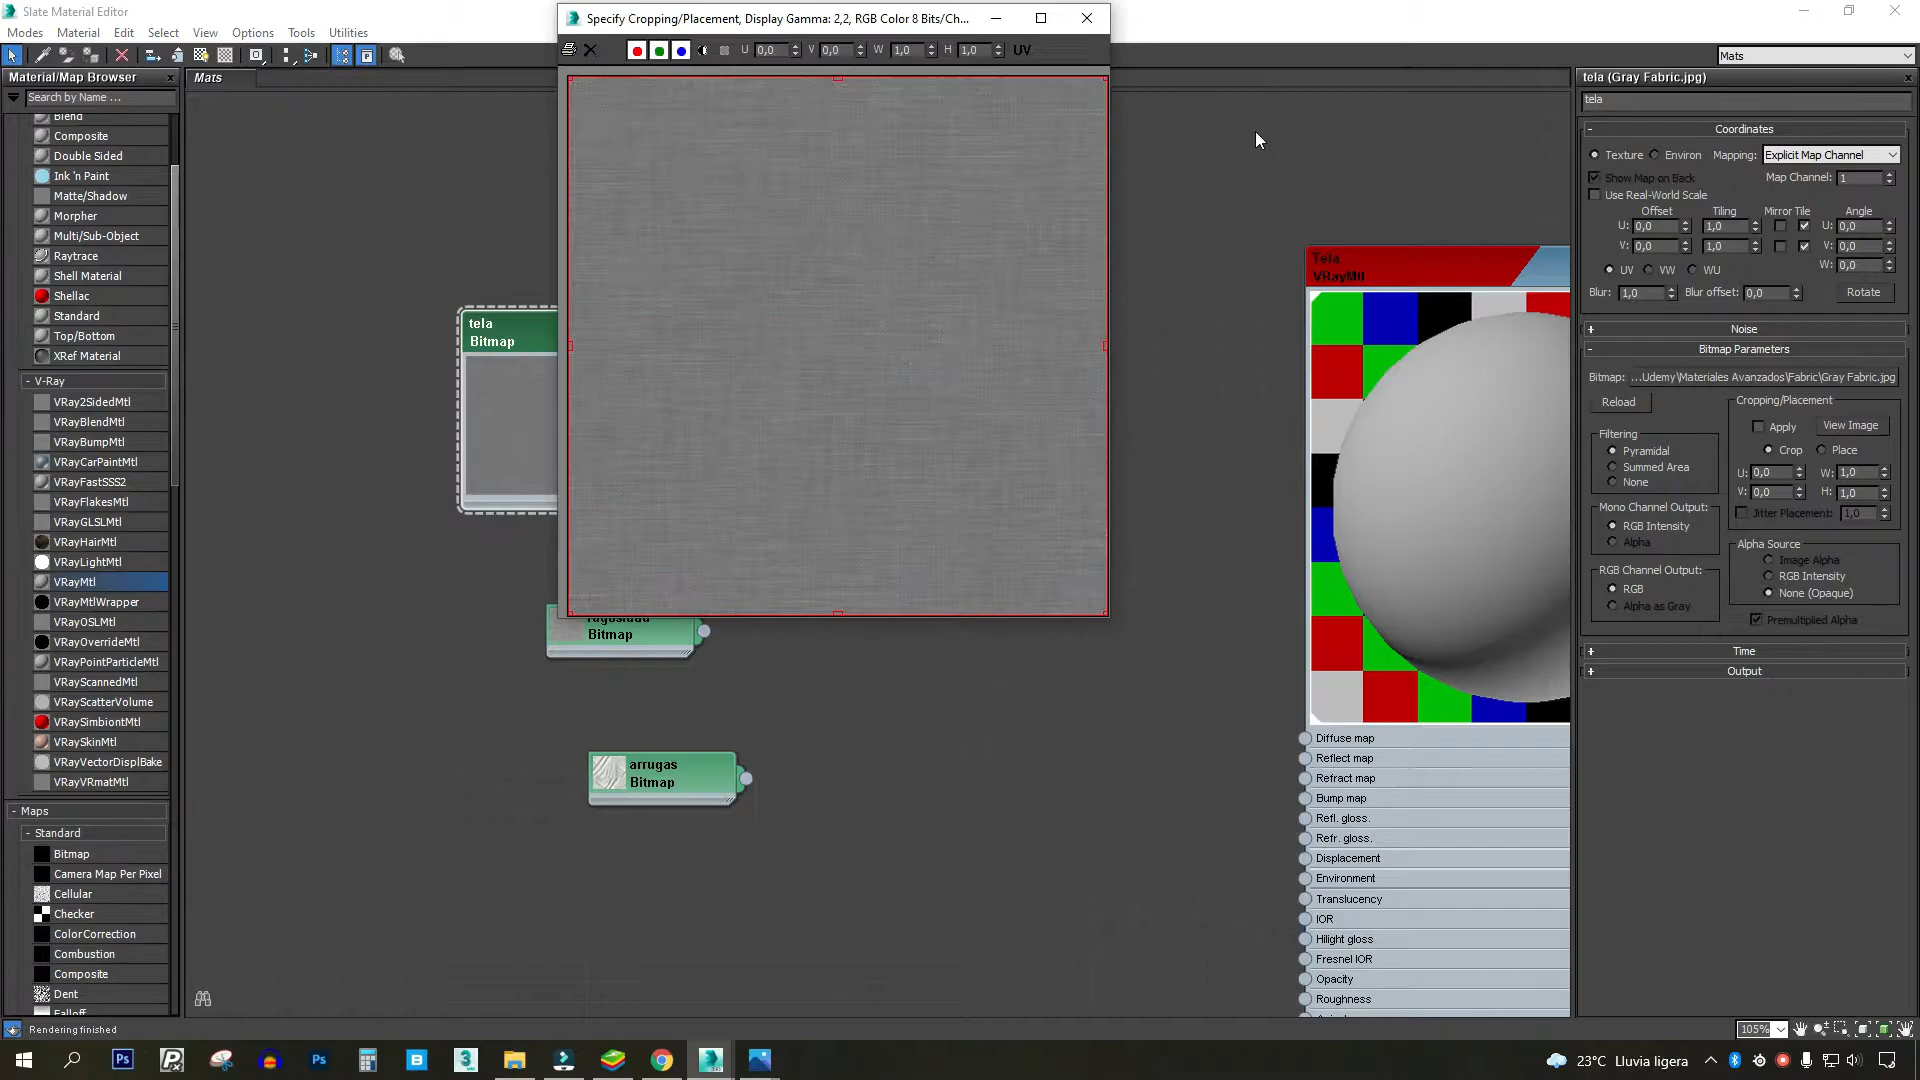 Slate Material Editor
Modes Material Edit Select View Options Tools Utilities
Mats
Material/Map Browser
Search by Name ...
Blend
Composite
Double Sided
Ink 'n Paint
Matte/Shadow
Morpher
Multi/Sub-Object
Raytrace
Shell Material
Shellac
Standard
Top/Bottom
XRef Material
- V-Ray
VRay2SidedMtl
VRayBlendMtl
VRayBumpMtl
VRayCarPaintMtl
VRayFastSSS2
VRayFlakesMtl
VRayGLSLMtl
VRayHairMtl
VRayLightMtl
VRayMtl
VRayMtlWrapper
VRayOSLMtl
VRayOverrideMtl
VRayPointParticleMtl
VRayScannedMtl
VRayScatterVolume
VRaySimbiontMtl
VRaySkinMtl
VRayVectorDisplBake
VRayVRmatMtl
- Maps
- Standard
Bitmap
Camera Map Per Pixel
Cellular
Checker
ColorCorrection
Combustion
Composite
Dent
Falloff
Rendering finished
Mats
Specify Cropping/Placement, Display Gamma: 2,2, RGB Color 8 Bits/Ch...
U 0,0 V 0,0 W 1,0 H 1,0 UV
tela
Bitmap
rugosidad
Bitmap
arrugas
Bitmap
Tela
VRayMtl
Diffuse map
Reflect map
Refract map
Bump map
Refl. gloss.
Refr. gloss.
Displacement
Environment
Translucency
IOR
Hilight gloss
Fresnel IOR
Opacity
Roughness
tela (Gray Fabric.jpg)
tela
- Coordinates
Texture Environ Mapping: Explicit Map Channel
Show Map on Back Map Channel: 1
Use Real-World Scale
Offset Tiling Mirror Tile Angle
U: 0,0 1,0 U: 0,0
V: 0,0 1,0 V: 0,0
UV VW WU W: 0,0
Blur: 1,0 Blur offset: 0,0 Rotate
+ Noise
- Bitmap Parameters
Bitmap: ...Udemy\Materiales Avanzados\Fabric\Gray Fabric.jpg
Reload
Filtering
Pyramidal
Summed Area
None
Mono Channel Output:
RGB Intensity
Alpha
RGB Channel Output:
RGB
Alpha as Gray
Cropping/Placement
Apply View Image
Crop Place
U: 0,0 W: 1,0
V: 0,0 H: 1,0
Jitter Placement: 1,0
Alpha Source
Image Alpha
RGB Intensity
None (Opaque)
Premultiplied Alpha
+ Time
+ Output
105%
23°C Lluvia ligera